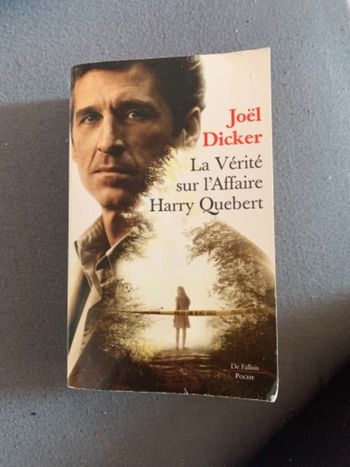 Joël
Dicker
La Vérité
sur l'Affaire
Harry Quebert
De Fallois
Poche